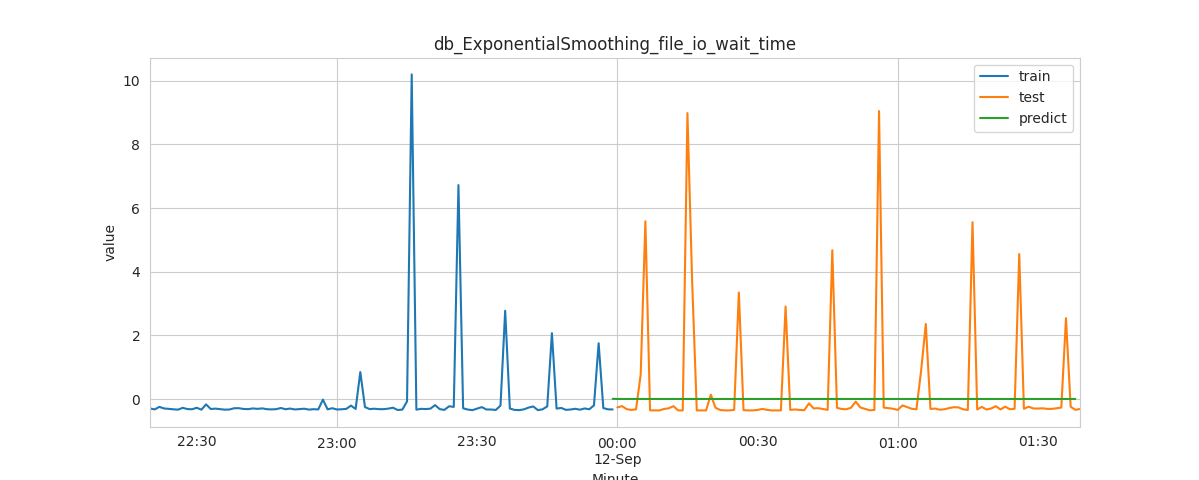 db_ExponentialSmoothing_file_io_wait_time
train
test
predict
value
10
8
6
4
2
0
22:30
23:00
23:30
00:00
00:30
01:00
01:30
12-Sep
Minute